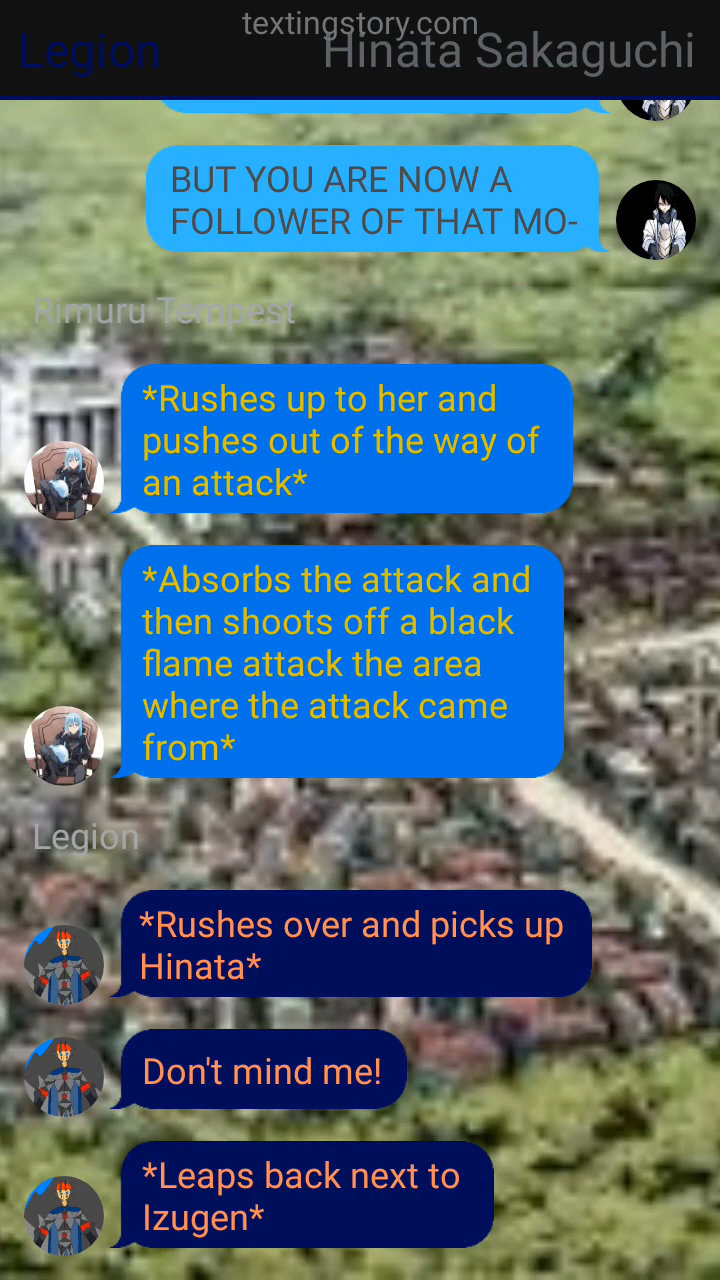 textingstory.com
Legion
Hinata Sakaguchi
BUT YOU ARE NOW A
FOLLOWER OF THAT MO-
Rimuru Tempest
*Rushes up to her and
pushes out of the way of
an attack*
*Absorbs the attack and
then shoots off a black
flame attack the area
where the attack came
from*
Legion
*Rushes over and picks up
Hinata*
Don't mind me!
*Leaps back next to
Izugen*